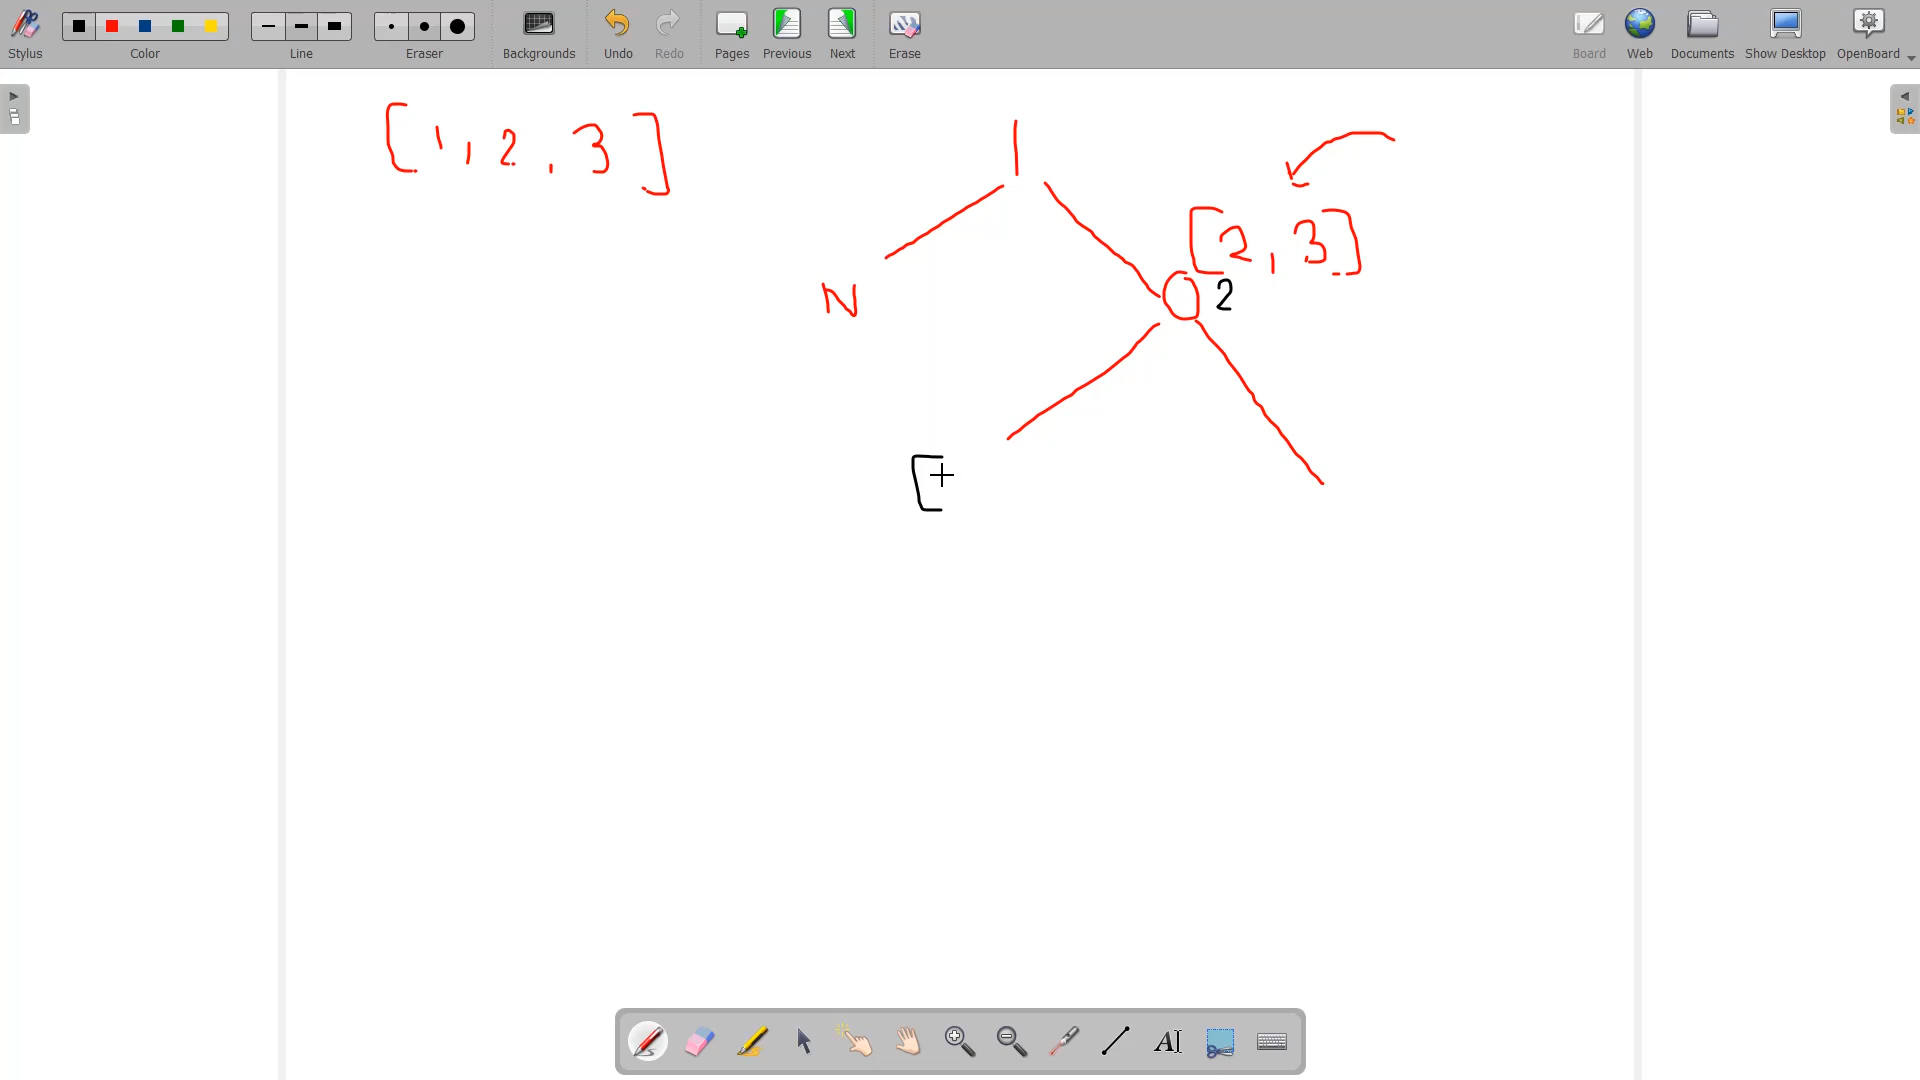 Stylus
Color
Line
Eraser
Backgrounds
Undo
Redo
Pages
Previous
Next
Erase
Board
Web
Documents
Show Desktop
OpenBoard
[1, 2, 3]
1
[2, 3]
N
2
[
A